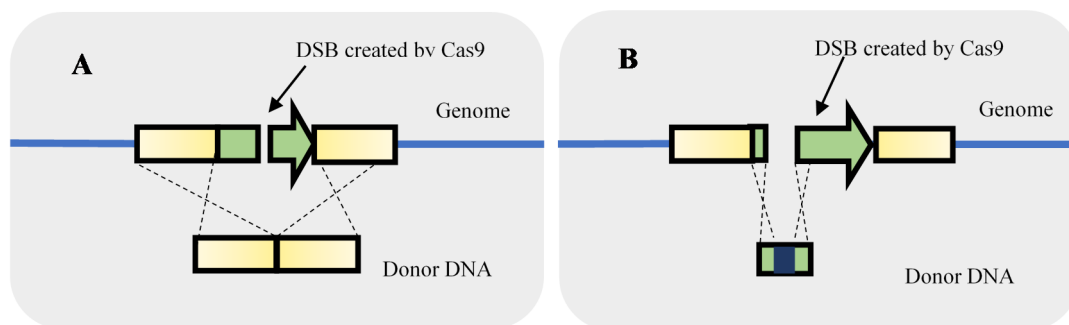 A
DSB created bv Cas9
Genome
Donor DNA
B
DSB created by Cas9
Genome
Donor DNA